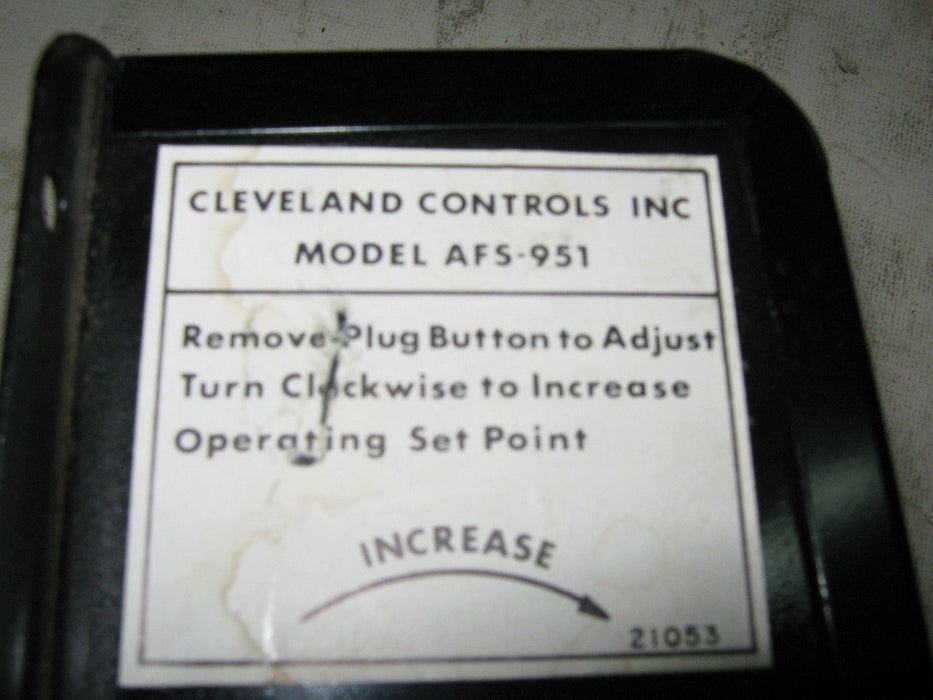 CLEVELAND CONTROLS INC
MODEL AFS-951
Remove Plug Button to Adjust
Turn Clockwise to Increase
Operating Set Point
INCREASE
21053